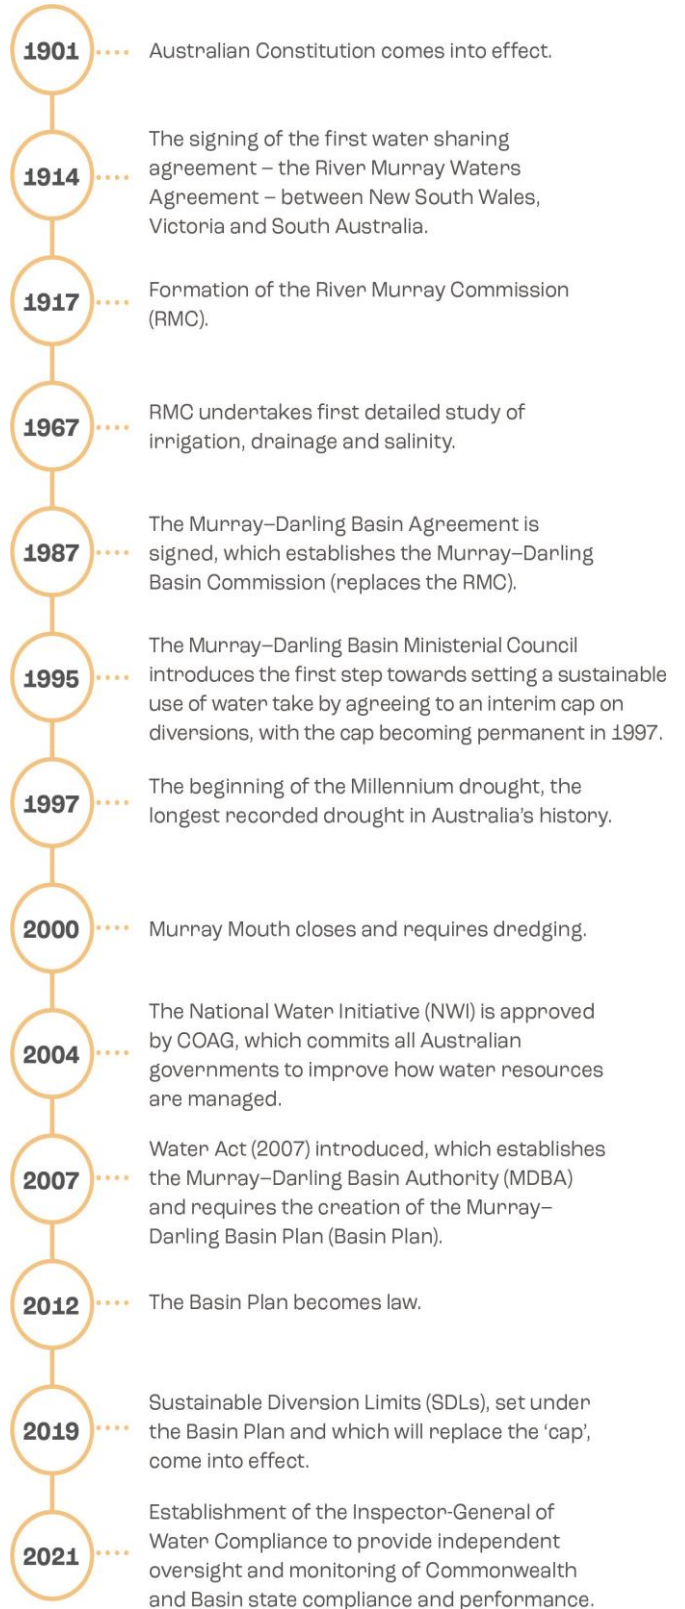 1901
Australian Constitution comes into effect.
1914
The signing of the first water sharing
agreement – the River Murray Waters
Agreement – between New South Wales,
Victoria and South Australia.
1917
Formation of the River Murray Commission
(RMC).
1967
RMC undertakes first detailed study of
irrigation, drainage and salinity.
1987
The Murray–Darling Basin Agreement is
signed, which establishes the Murray–Darling
Basin Commission (replaces the RMC).
1995
The Murray–Darling Basin Ministerial Council
introduces the first step towards setting a sustainable
use of water take by agreeing to an interim cap on
diversions, with the cap becoming permanent in 1997.
1997
The beginning of the Millennium drought, the
longest recorded drought in Australia’s history.
2000
Murray Mouth closes and requires dredging.
2004
The National Water Initiative (NWI) is approved
by COAG, which commits all Australian
governments to improve how water resources
are managed.
2007
Water Act (2007) introduced, which establishes
the Murray–Darling Basin Authority (MDBA)
and requires the creation of the Murray–
Darling Basin Plan (Basin Plan).
2012
The Basin Plan becomes law.
2019
Sustainable Diversion Limits (SDLs), set under
the Basin Plan and which will replace the ‘cap’,
come into effect.
2021
Establishment of the Inspector-General of
Water Compliance to provide independent
oversight and monitoring of Commonwealth
and Basin state compliance and performance.